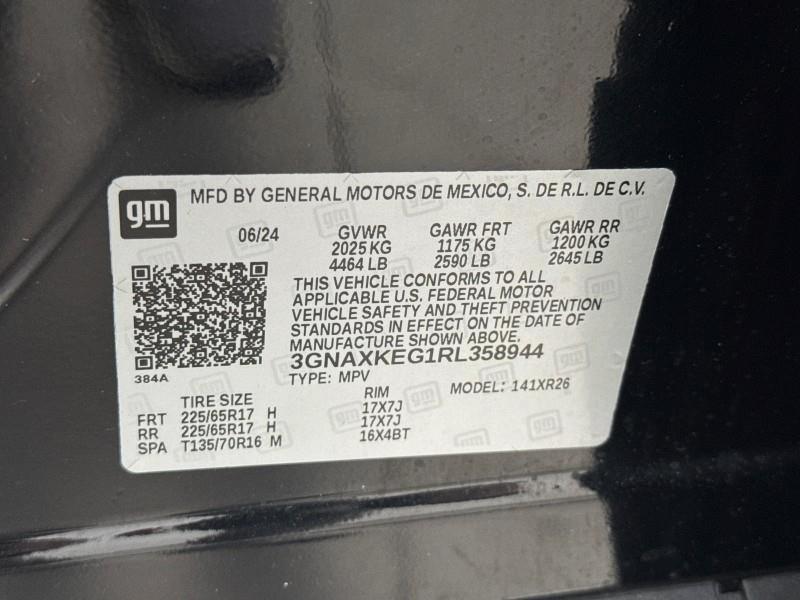 gm
MFD BY GENERAL MOTORS DE MEXICO, S. DE R.L. DE C.V.
06/24 GVWR GAWR FRT GAWR RR
2025 KG 1175 KG 1200 KG
4464 LB 2590 LB 2645 LB
THIS VEHICLE CONFORMS TO ALL
APPLICABLE U.S. FEDERAL MOTOR
VEHICLE SAFETY AND THEFT PREVENTION
STANDARDS IN EFFECT ON THE DATE OF
MANUFACTURE SHOWN ABOVE.
3GNAXKEG1RL358944
384A
TYPE: MPV MODEL: 141XR26
TIRE SIZE RIM
FRT 225/65R17 H 17X7J
RR 225/65R17 H 17X7J
SPA T135/70R16 M 16X4BT